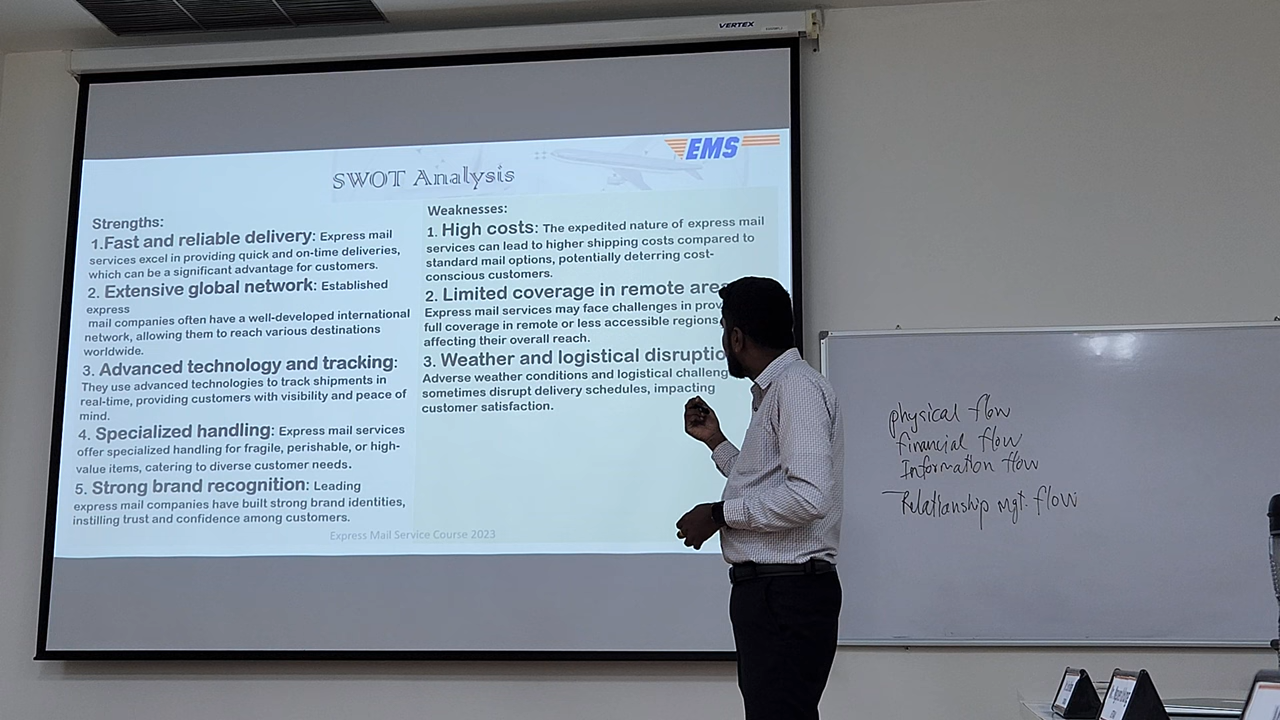 VERTEX
EMS
SWOT Analysis
Strengths:
1.Fast and reliable delivery: Express mail
services excel in providing quick and on-time deliveries,
which can be a significant advantage for customers.
2. Extensive global network: Established
express
mail companies often have a well-developed international
network, allowing them to reach various destinations
worldwide.
3. Advanced technology and tracking:
They use advanced technologies to track shipments in
real-time, providing customers with visibility and peace of
mind.
4. Specialized handling: Express mail services
offer specialized handling for fragile, perishable, or high-
value items, catering to diverse customer needs.
5. Strong brand recognition: Leading
express mail companies have built strong brand identities,
instilling trust and confidence among customers.
Weaknesses:
1. High costs: The expedited nature of express mail
services can lead to higher shipping costs compared to
standard mail options, potentially deterring cost-
conscious customers.
2. Limited coverage in remote area
Express mail services may face challenges in prov
full coverage in remote or less accessible regions,
affecting their overall reach.
3. Weather and logistical disruptio
Adverse weather conditions and logistical challeng
sometimes disrupt delivery schedules, impacting
customer satisfaction.
Express Mail Service Course 2023
physical flow
financial flow
Information flow
Relationship mgt. flow